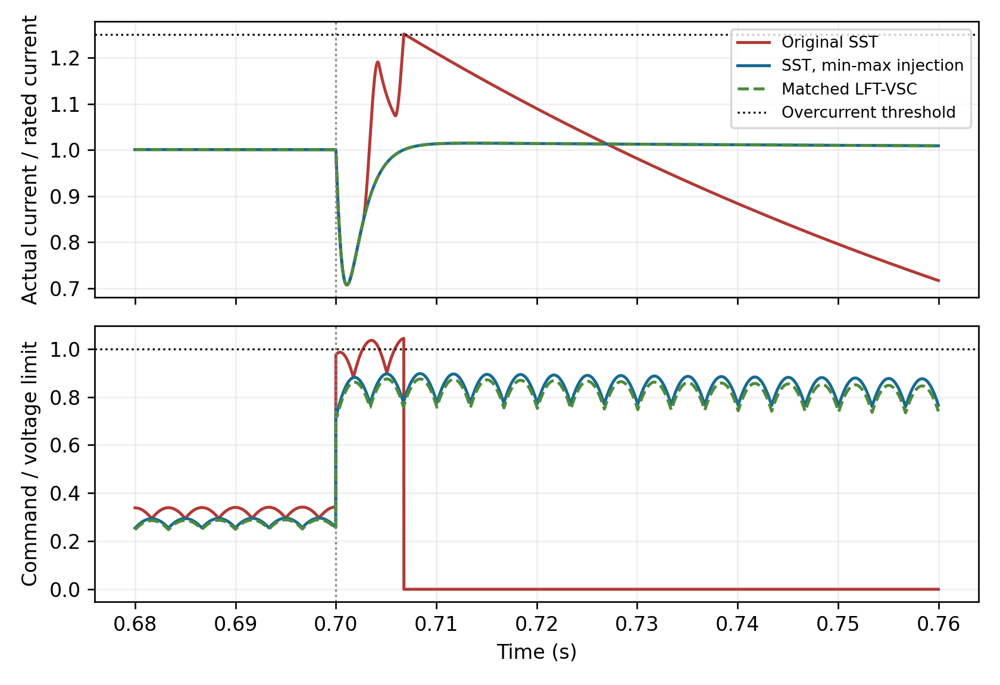 Actual current / rated current
1.2
1.1
1.0
0.9
0.8
0.7
Original SST
SST, min-max injection
Matched LFT-VSC
Overcurrent threshold
Command / voltage limit
1.0
0.8
0.6
0.4
0.2
0.0
0.68 0.69 0.70 0.71 0.72 0.73 0.74 0.75 0.76
Time (s)